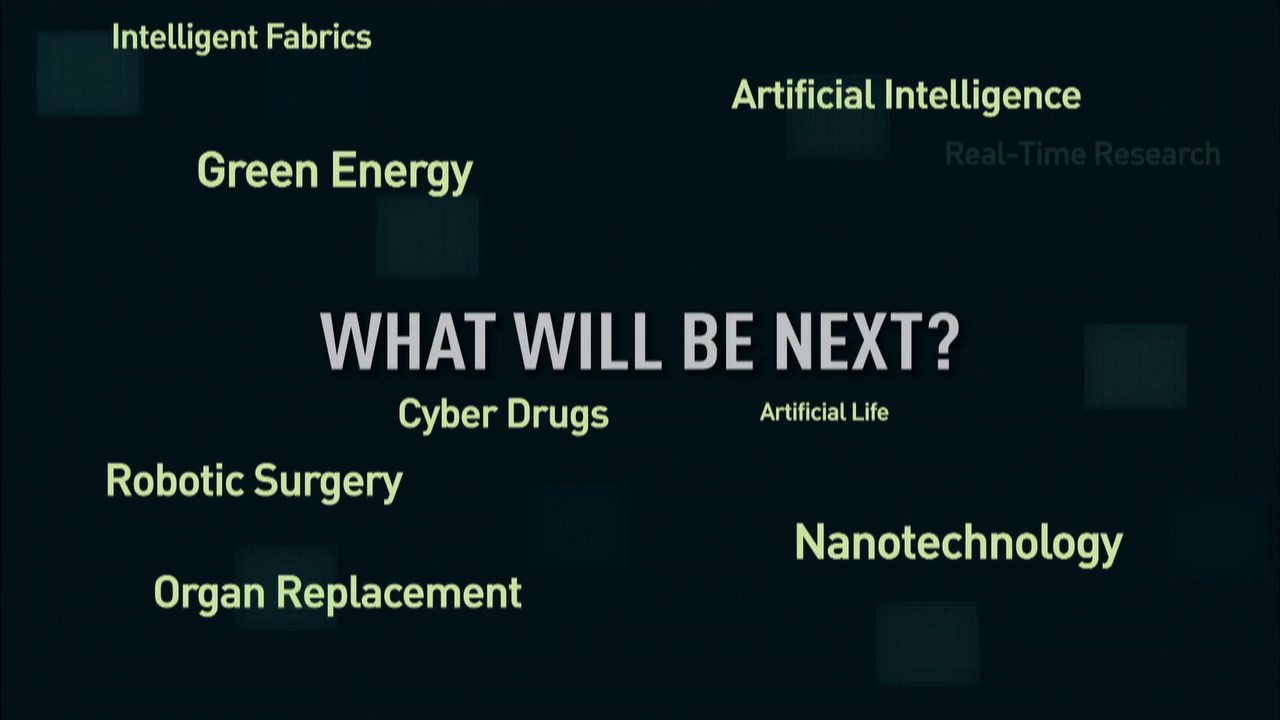 Intelligent Fabrics
Artificial Intelligence
Real-Time Research
Green Energy
WHAT WILL BE NEXT?
Cyber Drugs
Artificial Life
Robotic Surgery
Nanotechnology
Organ Replacement